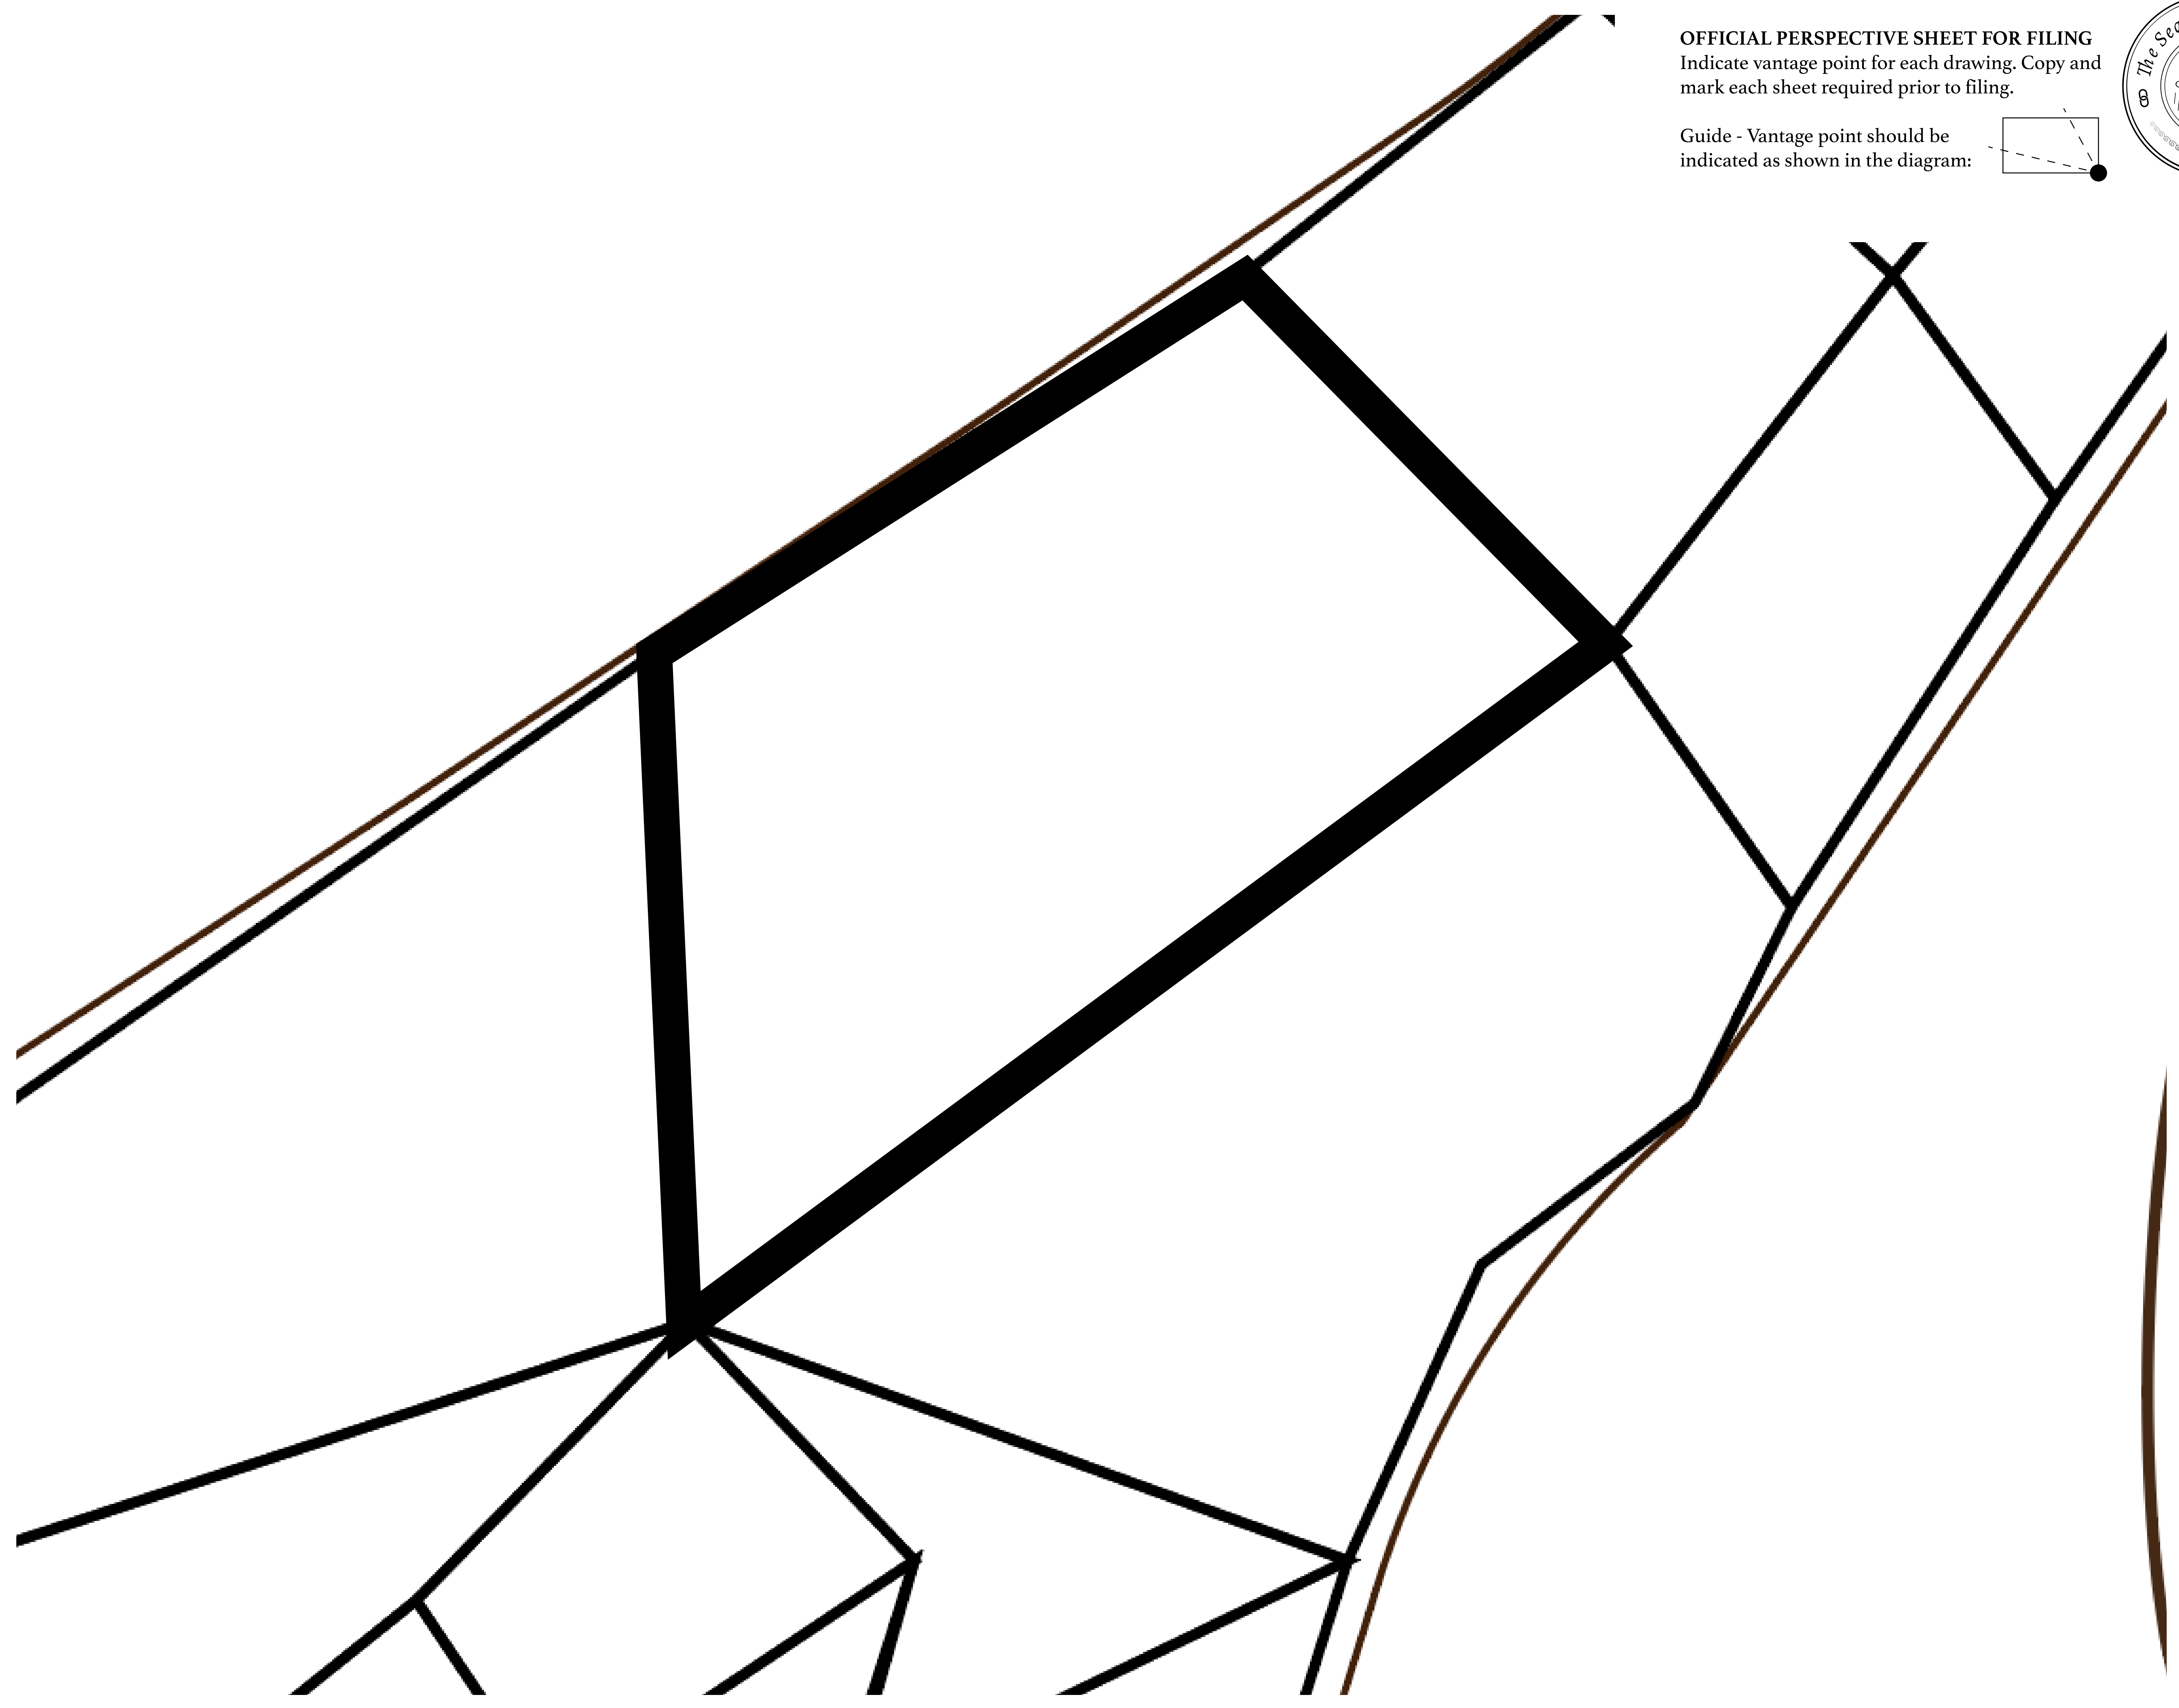 OFFICIAL PERSPECTIVE SHEET FOR FILING
Indicate vantage point for each drawing. Copy and
mark each sheet required prior to filing.
Guide - Vantage point should be
indicated as shown in the diagram:
The